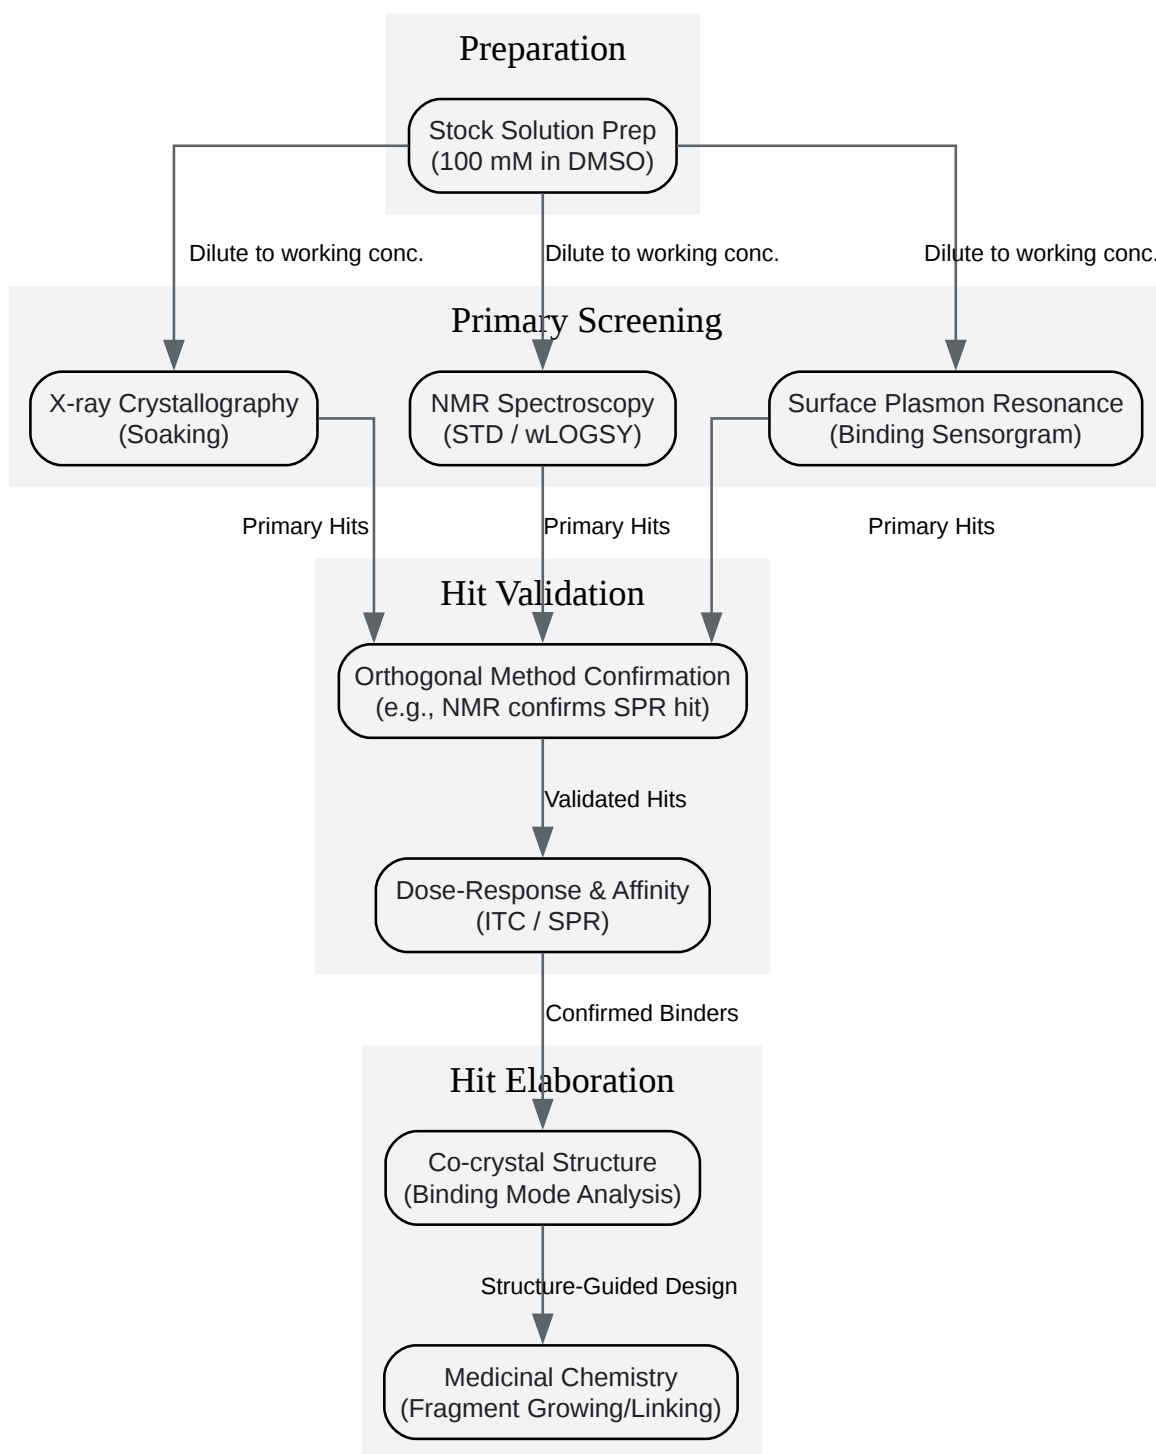 Preparation
Stock Solution Prep
(100 mM in DMSO)
Dilute to working conc.
Dilute to working conc.
Dilute to working conc.
Primary Screening
X-ray Crystallography
(Soaking)
NMR Spectroscopy
(STD / wLOGSY)
Surface Plasmon Resonance
(Binding Sensorgram)
Primary Hits
Primary Hits
Primary Hits
Hit Validation
Orthogonal Method Confirmation
(e.g., NMR confirms SPR hit)
Validated Hits
Dose-Response & Affinity
(ITC / SPR)
Confirmed Binders
Hit Elaboration
Co-crystal Structure
(Binding Mode Analysis)
Structure-Guided Design
Medicinal Chemistry
(Fragment Growing/Linking)